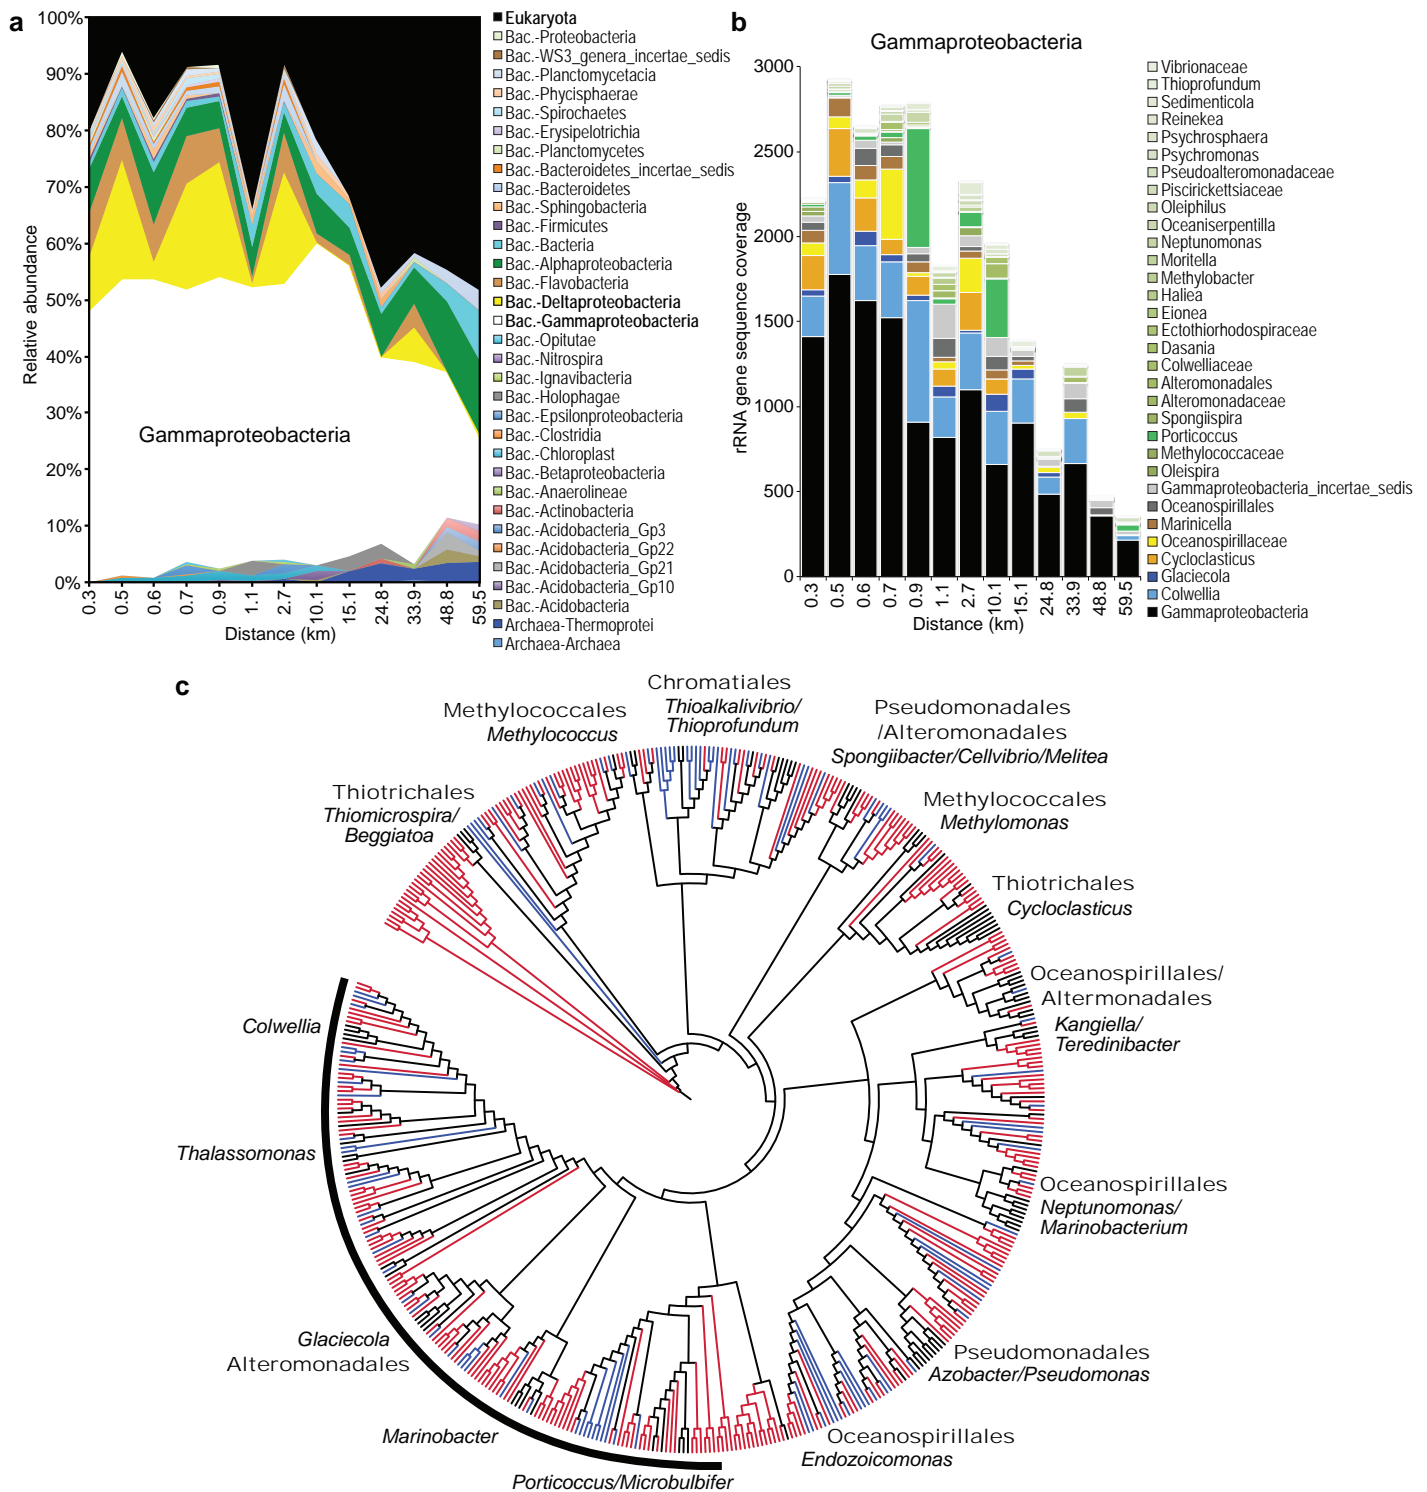 a
100%
90%
80%
70%
60%
50%
40%
30%
20%
10%
0%
Relative abundance
Gammaproteobacteria
0.3
0.5
0.6
0.7
0.9
1.1
2.7
10.1
15.1
24.8
33.9
48.8
59.5
Distance (km)
Eukaryota
Bac.-Proteobacteria
Bac.-WS3_genera_incertae_sedis
Bac.-Planctomycetacia
Bac.-Phycisphaerae
Bac.-Spirochaetes
Bac.-Erysipelotrichia
Bac.-Planctomycetes
Bac.-Bacteroidetes_incertae_sedis
Bac.-Bacteroidetes
Bac.-Sphingobacteria
Bac.-Firmicutes
Bac.-Bacteria
Bac.-Alphaproteobacteria
Bac.-Flavobacteria
Bac.-Deltaproteobacteria
Bac.-Gammaproteobacteria
Bac.-Opitutae
Bac.-Nitrospira
Bac.-Ignavibacteria
Bac.-Holophagae
Bac.-Epsilonproteobacteria
Bac.-Clostridia
Bac.-Chloroplast
Bac.-Betaproteobacteria
Bac.-Anaerolineae
Bac.-Actinobacteria
Bac.-Acidobacteria_Gp3
Bac.-Acidobacteria_Gp22
Bac.-Acidobacteria_Gp21
Bac.-Acidobacteria_Gp10
Bac.-Acidobacteria
Archaea-Thermoprotei
Archaea-Archaea
b
Gammaproteobacteria
3000
2500
2000
1500
1000
500
0
rRNA gene sequence coverage
0.3
0.5
0.6
0.7
0.9
1.1
2.7
10.1
15.1
24.8
33.9
48.8
59.5
Distance (km)
Vibrionaceae
Thioprofundum
Sedimenticola
Reinekea
Psychrosphaera
Psychromonas
Pseudoalteromonadaceae
Piscirickettsiaceae
Oleiphilus
Oceaniserpentilla
Neptunomonas
Moritella
Methylobacter
Haliea
Eionea
Ectothiorhodospiraceae
Dasania
Colwelliaceae
Alteromonadales
Alteromonadaceae
Spongiispira
Porticoccus
Methylococcaceae
Oleispira
Gammaproteobacteria_incertae_sedis
Oceanospirillales
Marinicella
Oceanospirillaceae
Cycloclasticus
Glaciecola
Colwellia
Gammaproteobacteria
c
Chromatiales
Thioalkalivibrio/
Thioprofundum
Methylococcales
Methylococcus
Pseudomonadales
/Alteromonadales
Spongiibacter/Cellvibrio/Melitea
Thiotrichales
Thiomicrospira/
Beggiatoa
Methylococcales
Methylomonas
Thiotrichales
Cycloclasticus
Oceanospirillales/
Altermonadales
Kangiella/
Teredinibacter
Colwellia
Thalassomonas
Oceanospirillales
Neptunomonas/
Marinobacterium
Glaciecola
Alteromonadales
Pseudomonadales
Azobacter/Pseudomonas
Marinobacter
Oceanospirillales
Endozoicomonas
Porticoccus/Microbulbifer